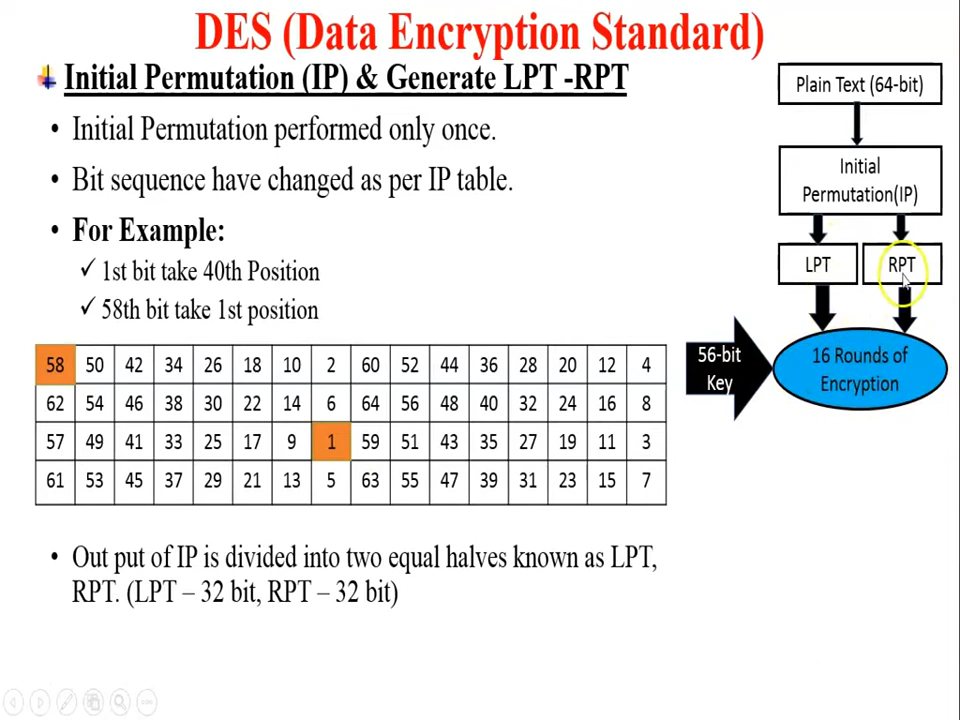 DES (Data Encryption Standard)
Initial Permutation (IP) & Generate LPT -RPT
• Initial Permutation performed only once.
• Bit sequence have changed as per IP table.
• For Example:
✓ 1st bit take 40th Position
✓ 58th bit take 1st position
58 50 42 34 26 18 10 2 60 52 44 36 28 20 12 4
62 54 46 38 30 22 14 6 64 56 48 40 32 24 16 8
57 49 41 33 25 17 9 1 59 51 43 35 27 19 11 3
61 53 45 37 29 21 13 5 63 55 47 39 31 23 15 7
• Out put of IP is divided into two equal halves known as LPT,
RPT. (LPT – 32 bit, RPT – 32 bit)
Plain Text (64-bit)
Initial
Permutation(IP)
LPT
RPT
56-bit
Key
16 Rounds of
Encryption